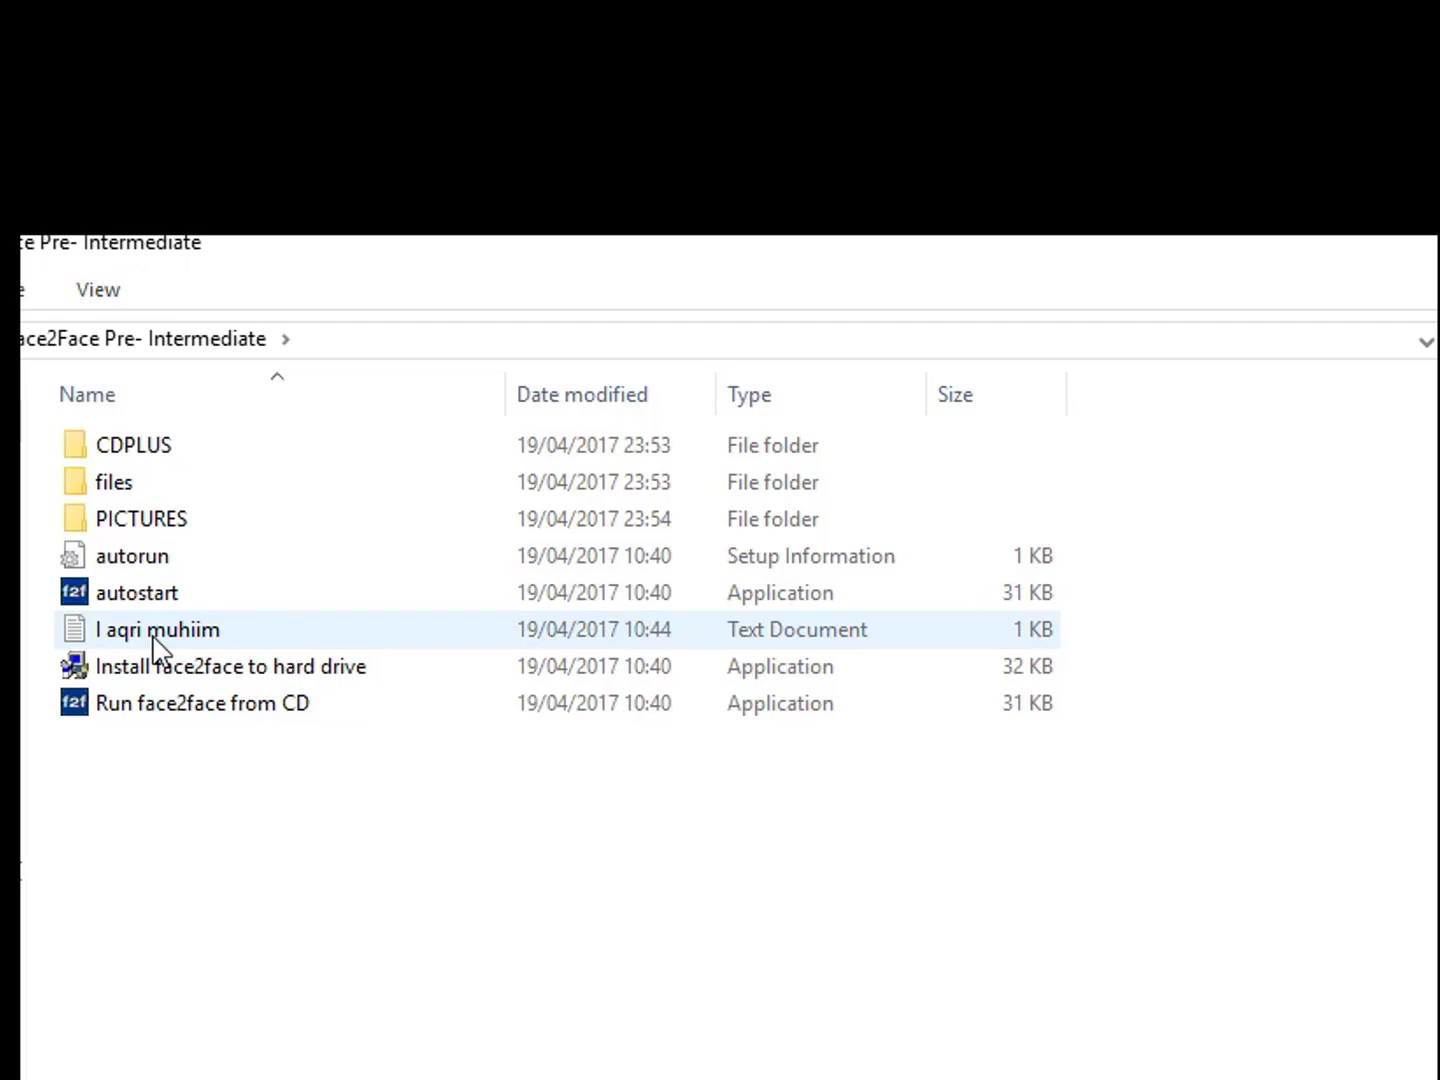 te Pre- Intermediate
e View
ace2Face Pre- Intermediate
Name Date modified Type Size
CDPLUS 19/04/2017 23:53 File folder
files 19/04/2017 23:53 File folder
PICTURES 19/04/2017 23:54 File folder
autorun 19/04/2017 10:40 Setup Information 1 KB
f2f autostart 19/04/2017 10:40 Application 31 KB
I aqri muhiim 19/04/2017 10:44 Text Document 1 KB
Install face2face to hard drive 19/04/2017 10:40 Application 32 KB
f2f Run face2face from CD 19/04/2017 10:40 Application 31 KB